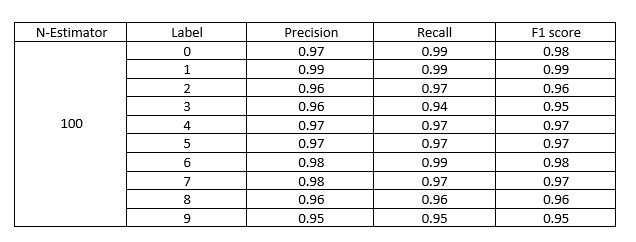 N-Estimator Label Precision Recall F1 score
0 0.97 0.99 0.98
1 0.99 0.99 0.99
2 0.96 0.97 0.96
3 0.96 0.94 0.95
100 4 0.97 0.97 0.97
5 0.97 0.97 0.97
6 0.98 0.99 0.98
7 0.98 0.97 0.97
8 0.96 0.96 0.96
9 0.95 0.95 0.95